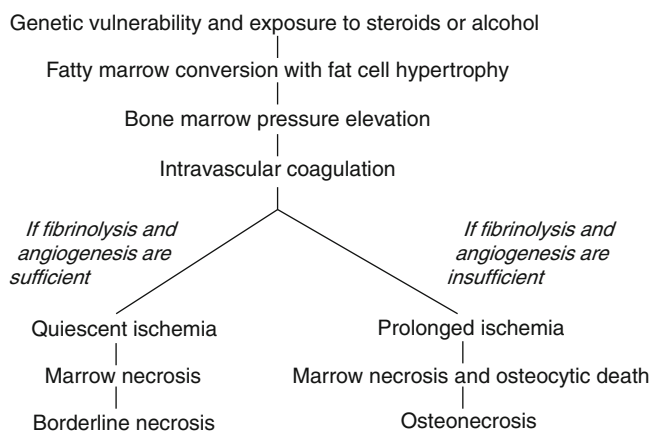 Genetic vulnerability and exposure to steroids or alcohol
Fatty marrow conversion with fat cell hypertrophy
Bone marrow pressure elevation
Intravascular coagulation
If fibrinolysis and
angiogenesis are
sufficient
If fibrinolysis and
angiogenesis are
insufficient
Quiescent ischemia
Prolonged ischemia
Marrow necrosis
Marrow necrosis and osteocytic death
Borderline necrosis
Osteonecrosis